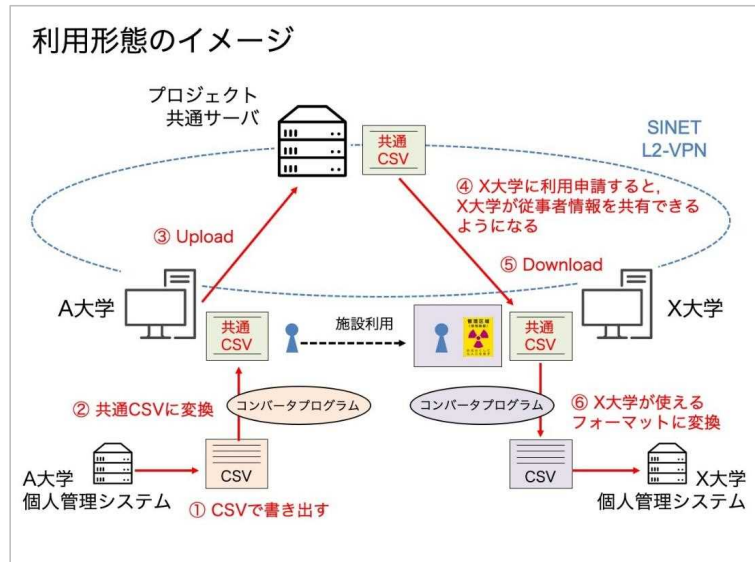 利用形態のイメージ
プロジェクト
共通サーバ
共通
CSV
SINET
L2-VPN
④ X大学に利用申請すると,
X大学が従事者情報を共有できる
ようになる
③ Upload
⑤ Download
A大学
X大学
共通
CSV
施設利用
管理区域
共通
CSV
② 共通CSVに変換
コンバータプログラム
コンバータプログラム
⑥ X大学が使える
フォーマットに変換
A大学
個人管理システム
CSV
CSV
X大学
個人管理システム
① CSVで書き出す